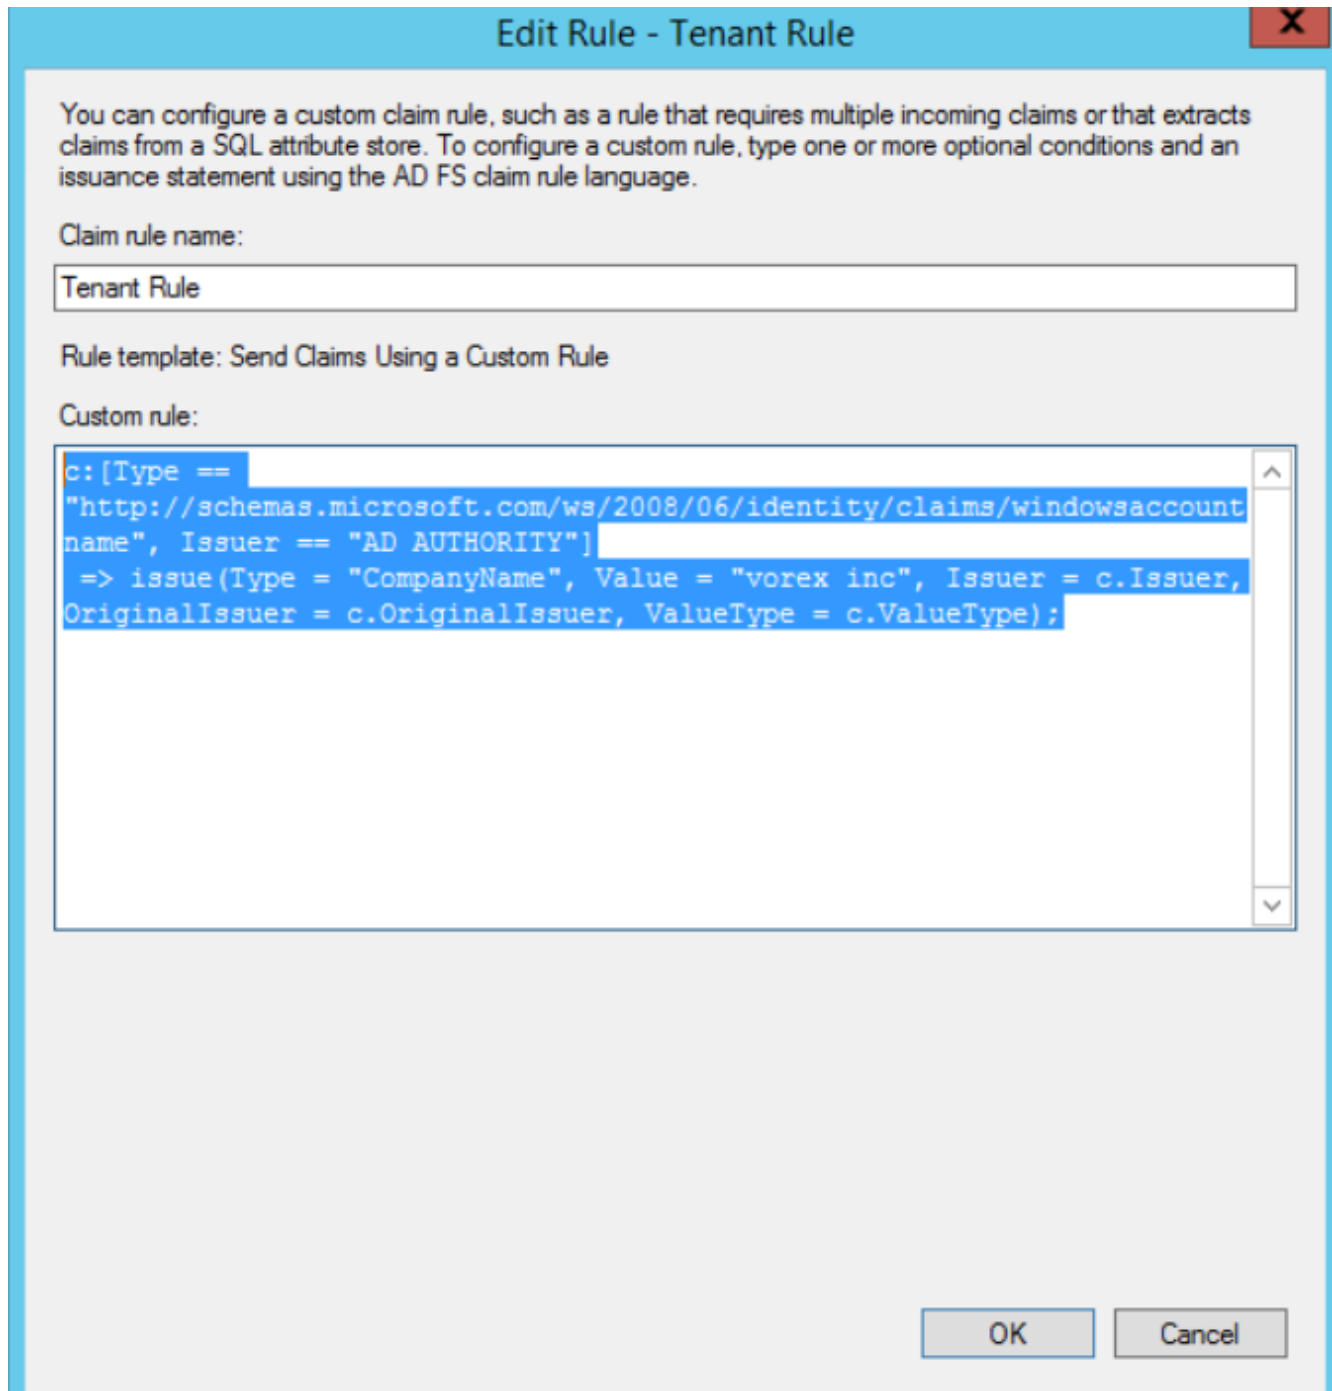 Edit Rule - Tenant Rule
X
You can configure a custom claim rule, such as a rule that requires multiple incoming claims or that extracts
claims from a SQL attribute store. To configure a custom rule, type one or more optional conditions and an
issuance statement using the AD FS claim rule language.
Claim rule name:
Tenant Rule
Rule template: Send Claims Using a Custom Rule
Custom rule:
c:[Type ==
"http://schemas.microsoft.com/ws/2008/06/identity/claims/windowsaccount
name", Issuer == "AD AUTHORITY"]
 => issue(Type = "CompanyName", Value = "vorex inc", Issuer = c.Issuer,
OriginalIssuer = c.OriginalIssuer, ValueType = c.ValueType);
OK
Cancel